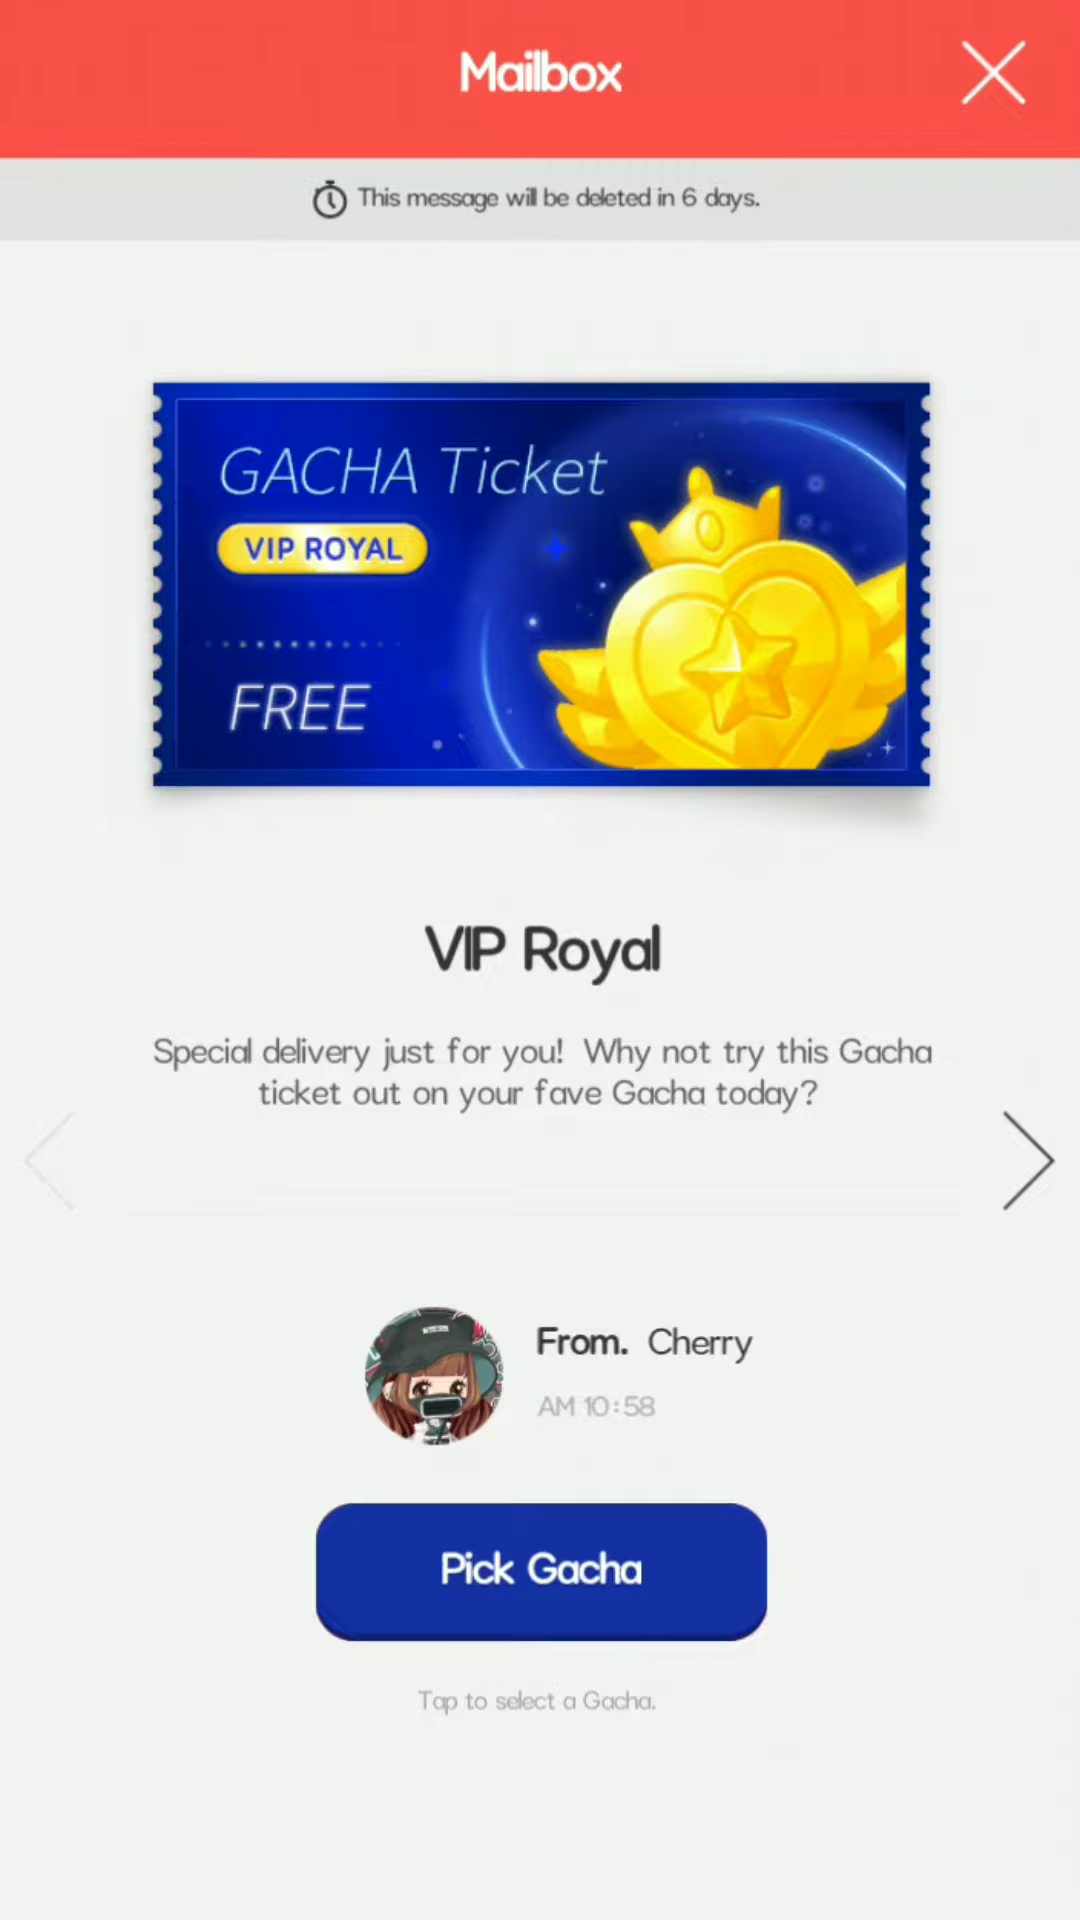 Mailbox
This message will be deleted in 6 days.
GACHA Ticket
VIP ROYAL
FREE
VIP Royal
Special delivery just for you! Why not try this Gacha
ticket out on your fave Gacha today?
From. Cherry
AM 10:58
Pick Gacha
Tap to select a Gacha.